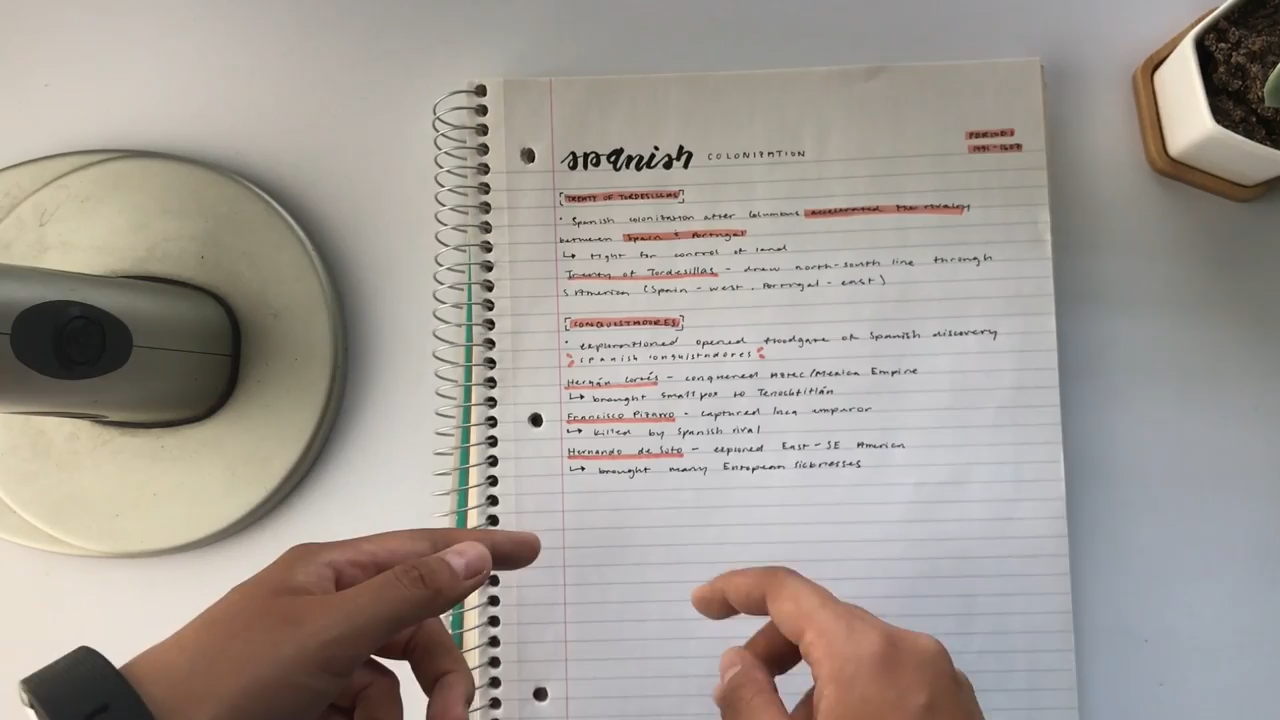 spanish COLONIZATION
PERIOD 1
1491-1607
[TREATY OF TORDESILLAS]
• Spanish colonization after Columbus accelerated the rivalry
between Spain & Portugal
↳ fight for control of land
Treaty of Tordesillas - drew north-south line through
S America (Spain - west, Portugal - east)
[CONQUISTADORES]
• opened floodgate of Spanish discovery
spanish conquistadores
Hernán Cortés - conquered Aztec/Mexica Empire
↳ brought smallpox to Tenochtitlán
Francisco Pizarro - captured Inca emperor
↳ killed by Spanish rival
Hernando de Soto - explored East-SE America
↳ brought many European sicknesses